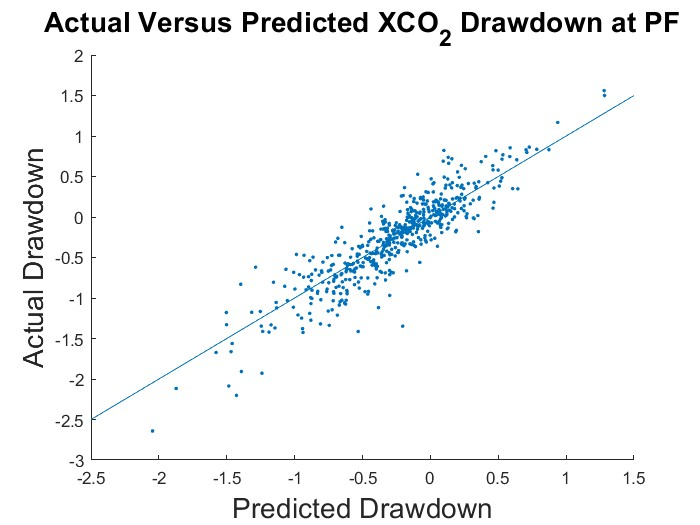 Actual Versus Predicted XCO2 Drawdown at PF
2
1.5
1
0.5
0
-0.5
-1
-1.5
-2
-2.5
-3
Actual Drawdown
-2.5 -2 -1.5 -1 -0.5 0 0.5 1 1.5
Predicted Drawdown